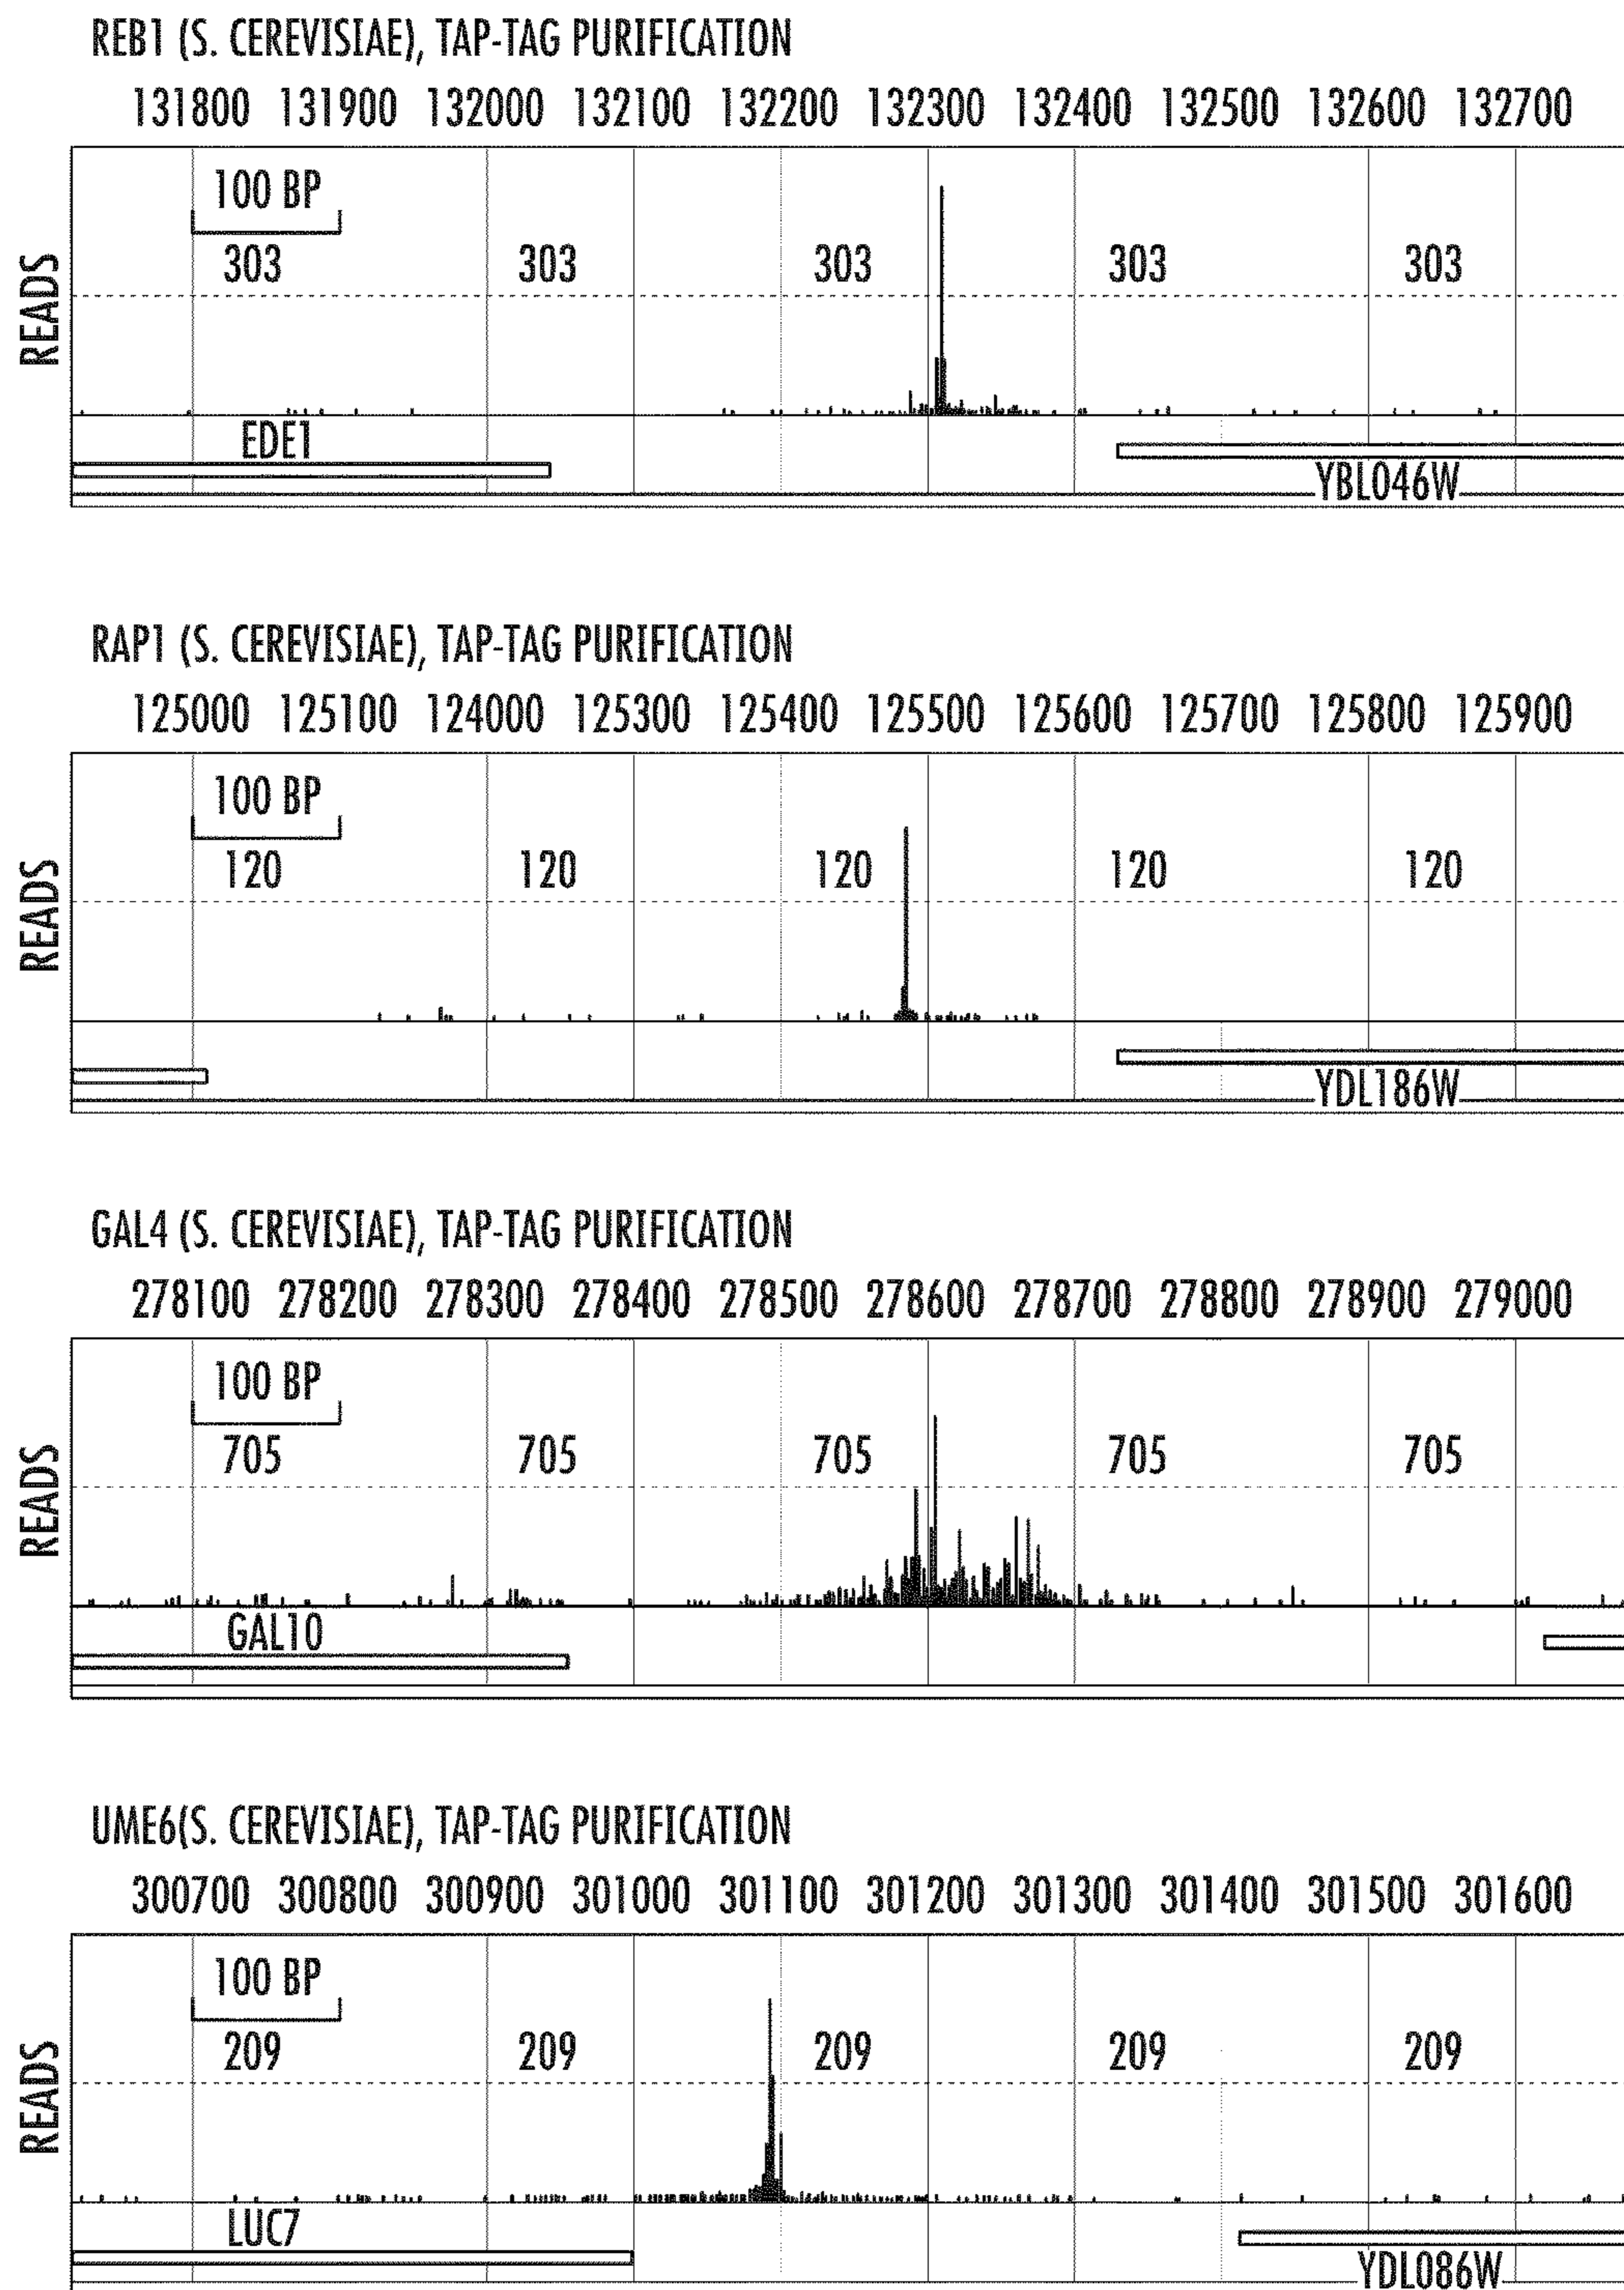 REB1 (S. CEREVISIAE), TAP-TAG PURIFICATION
131800 131900 132000 132100 132200 132300 132400 132500 132600 132700
100 BP
303 303 303 303 303
READS
EDE1
YBL046W
RAP1 (S. CEREVISIAE), TAP-TAG PURIFICATION
125000 125100 124000 125300 125400 125500 125600 125700 125800 125900
100 BP
120 120 120 120 120
READS
YDL186W
GAL4 (S. CEREVISIAE), TAP-TAG PURIFICATION
278100 278200 278300 278400 278500 278600 278700 278800 278900 279000
100 BP
705 705 705 705 705
READS
GAL10
UME6(S. CEREVISIAE), TAP-TAG PURIFICATION
300700 300800 300900 301000 301100 301200 301300 301400 301500 301600
100 BP
209 209 209 209 209
READS
LUC7
YDL086W